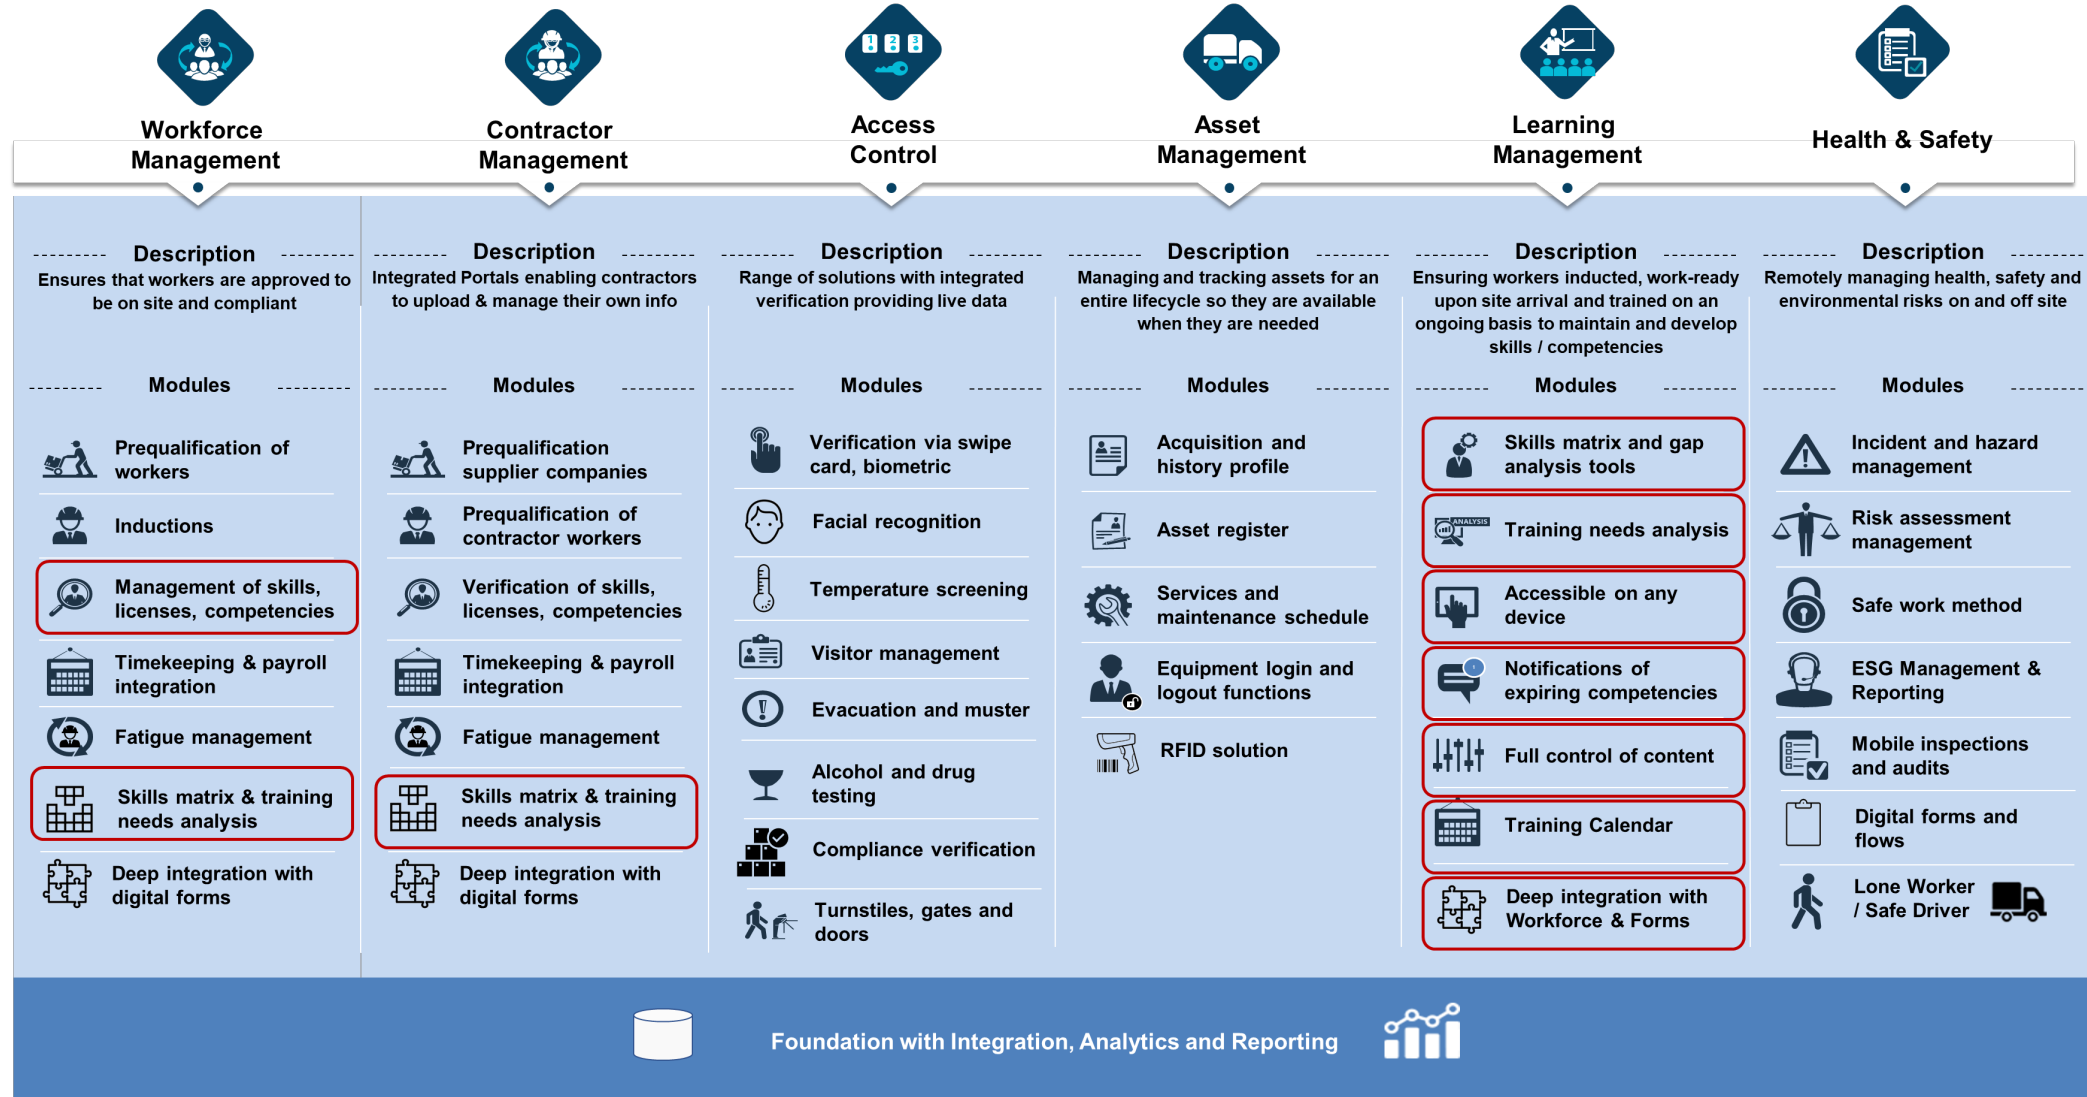 1 2 3
Workforce
Management
Contractor
Management
Access
Control
Asset
Management
Learning
Management
Health & Safety
Description
Ensures that workers are approved to
be on site and compliant
Modules
Prequalification of
workers
Inductions
Management of skills,
licenses, competencies
Timekeeping & payroll
integration
Fatigue management
Skills matrix & training
needs analysis
Deep integration with
digital forms
Description
Integrated Portals enabling contractors
to upload & manage their own info
Modules
Prequalification
supplier companies
Prequalification of
contractor workers
Verification of skills,
licenses, competencies
Timekeeping & payroll
integration
Fatigue management
Skills matrix & training
needs analysis
Deep integration with
digital forms
Description
Range of solutions with integrated
verification providing live data
Modules
Verification via swipe
card, biometric
Facial recognition
Temperature screening
Visitor management
Evacuation and muster
Alcohol and drug
testing
Compliance verification
Turnstiles, gates and
doors
Description
Managing and tracking assets for an
entire lifecycle so they are available
when they are needed
Modules
Acquisition and
history profile
Asset register
Services and
maintenance schedule
Equipment login and
logout functions
RFID solution
Description
Ensuring workers inducted, work-ready
upon site arrival and trained on an
ongoing basis to maintain and develop
skills / competencies
Modules
Skills matrix and gap
analysis tools
ANALYSIS
Training needs analysis
Accessible on any
device
Notifications of
expiring competencies
Full control of content
Training Calendar
Deep integration with
Workforce & Forms
Description
Remotely managing health, safety and
environmental risks on and off site
Modules
Incident and hazard
management
Risk assessment
management
Safe work method
ESG Management &
Reporting
Mobile inspections
and audits
Digital forms and
flows
Lone Worker
/ Safe Driver
Foundation with Integration, Analytics and Reporting